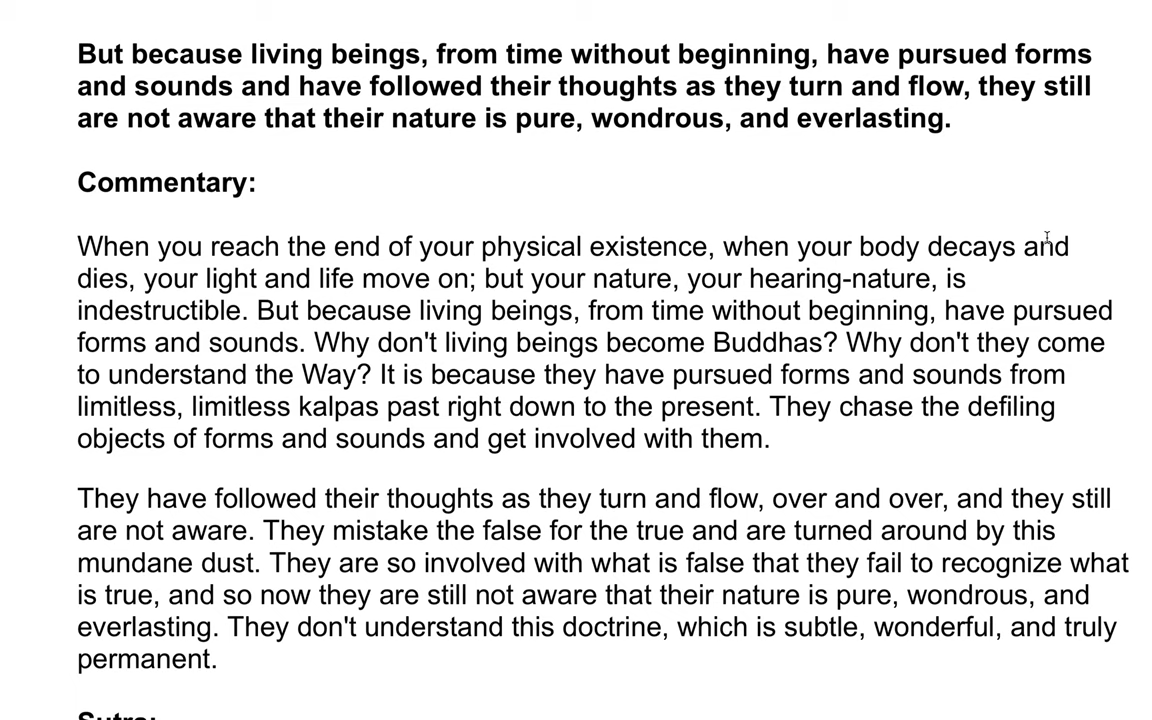 But because living beings, from time without beginning, have pursued forms
and sounds and have followed their thoughts as they turn and flow, they still
are not aware that their nature is pure, wondrous, and everlasting.
Commentary:
When you reach the end of your physical existence, when your body decays and
dies, your light and life move on; but your nature, your hearing-nature, is
indestructible. But because living beings, from time without beginning, have pursued
forms and sounds. Why don't living beings become Buddhas? Why don't they come
to understand the Way? It is because they have pursued forms and sounds from
limitless, limitless kalpas past right down to the present. They chase the defiling
objects of forms and sounds and get involved with them.
They have followed their thoughts as they turn and flow, over and over, and they still
are not aware. They mistake the false for the true and are turned around by this
mundane dust. They are so involved with what is false that they fail to recognize what
is true, and so now they are still not aware that their nature is pure, wondrous, and
everlasting. They don't understand this doctrine, which is subtle, wonderful, and truly
permanent.
Sutra: